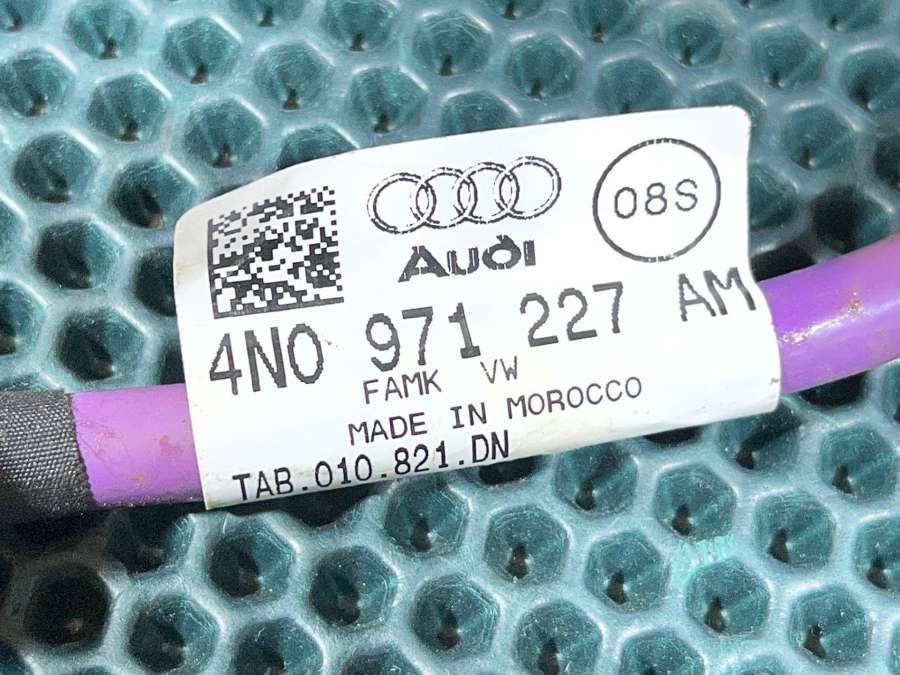 Audi
08S
4N0 971 227 AM
FAMK VW
MADE IN MOROCCO
TAB.010.821.DN